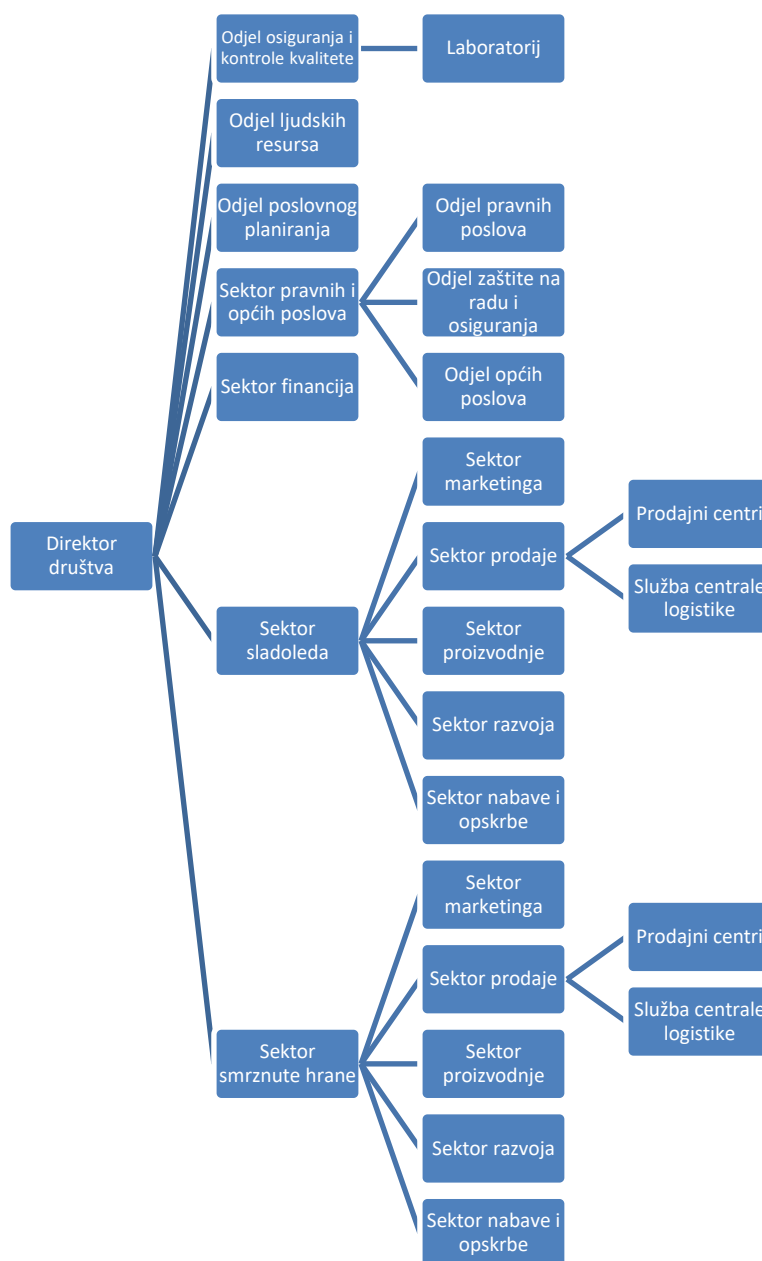 Odjel osiguranja i
kontrole kvalitete
Laboratorij
Odjel ljudskih
resursa
Odjel poslovnog
planiranja
Odjel pravnih
poslova
Sektor pravnih i
općih poslova
Odjel zaštite na
radu i
osiguranja
Sektor financija
Odjel općih
poslova
Direktor
društva
Sektor
sladoleda
Sektor
marketinga
Sektor prodaje
Prodajni centri
Služba centrale
logistike
Sektor
proizvodnje
Sektor razvoja
Sektor nabave i
opskrbe
Sektor
smrznute hrane
Sektor
marketinga
Sektor prodaje
Prodajni centri
Služba centrale
logistike
Sektor
proizvodnje
Sektor razvoja
Sektor nabave i
opskrbe